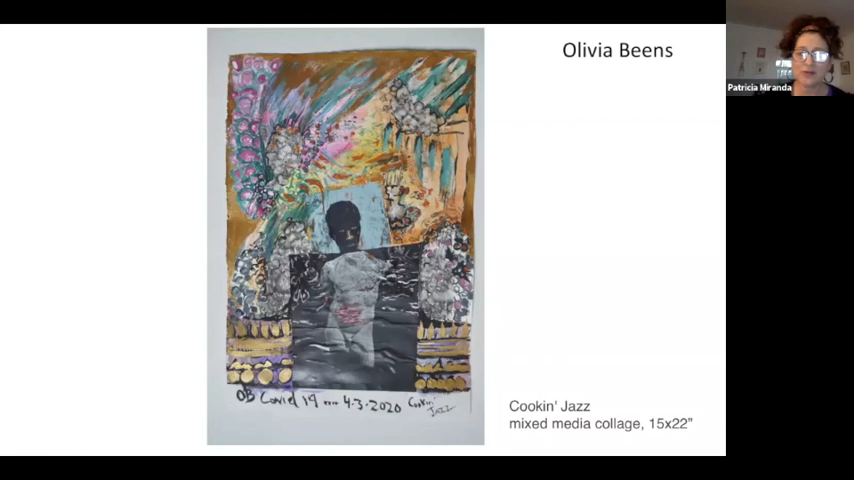 Olivia Beens
Patricia Miranda
OB Covid 19 .... 4-3-2020 Cookin'
JAZZ
Cookin' Jazz
mixed media collage, 15x22”